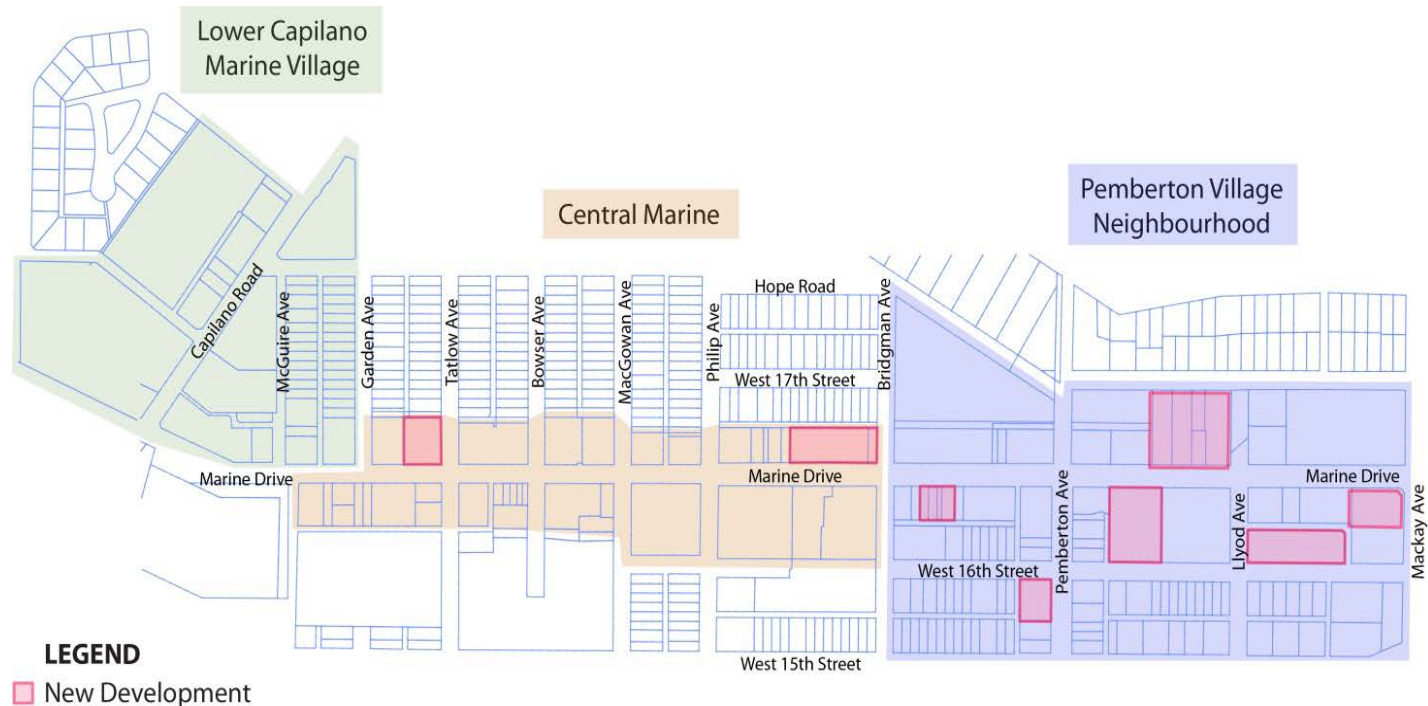 Lower Capilano
Marine Village
Central Marine
Pemberton Village
Neighbourhood
Capilano Road
McGuire Ave
Garden Ave
Tatlow Ave
Bowser Ave
MacGowan Ave
Philip Ave
Hope Road
West 17th Street
Bridgman Ave
Marine Drive
Marine Drive
Marine Drive
Pemberton Ave
Llyod Ave
Mackay Ave
West 16th Street
West 15th Street
LEGEND
New Development